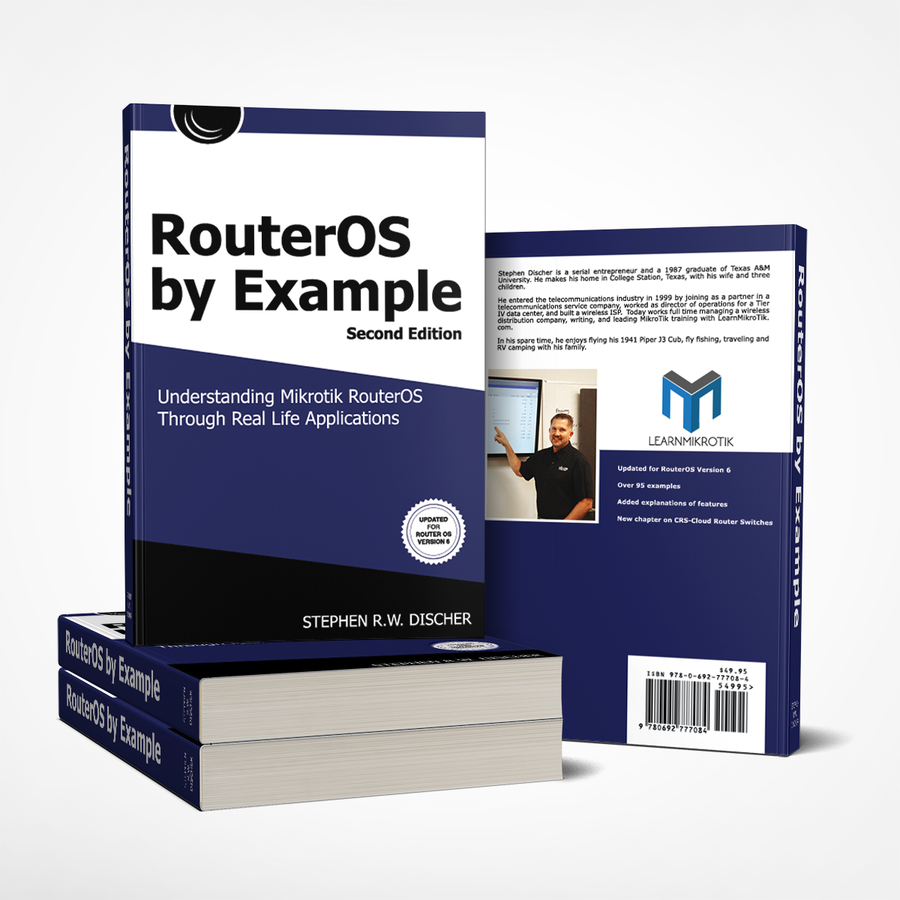 RouterOS
by Example
Second Edition
Understanding Mikrotik RouterOS
Through Real Life Applications
UPDATED
FOR
ROUTER OS
VERSION 6
STEPHEN R.W. DISCHER
RouterOS by Example
RouterOS by Example
RouterOS by Example
STEPHEN R.W. DISCHER
Stephen Discher is a serial entrepreneur and a 1987 graduate of Texas A&M
University. He makes his home in College Station, Texas, with his wife and three
children.
He entered the telecommunications industry in 1999 by joining as a partner in a
telecommunications service company, worked as director of operations for a Tier
IV data center, and built a wireless ISP. Today works full time managing a wireless
distribution company, writing, and leading MikroTik training with LearnMikroTik.
com.
In his spare time, he enjoys flying his 1941 Piper J3 Cub, fly fishing, traveling and
RV camping with his family.
LEARNMIKROTIK
Updated for RouterOS Version 6
Over 95 examples
Added explanations of features
New chapter on CRS-Cloud Router Switches
$49.95
ISBN 978-0-692-77708-4
54995>
9 780692 777084
RouterOS by Example